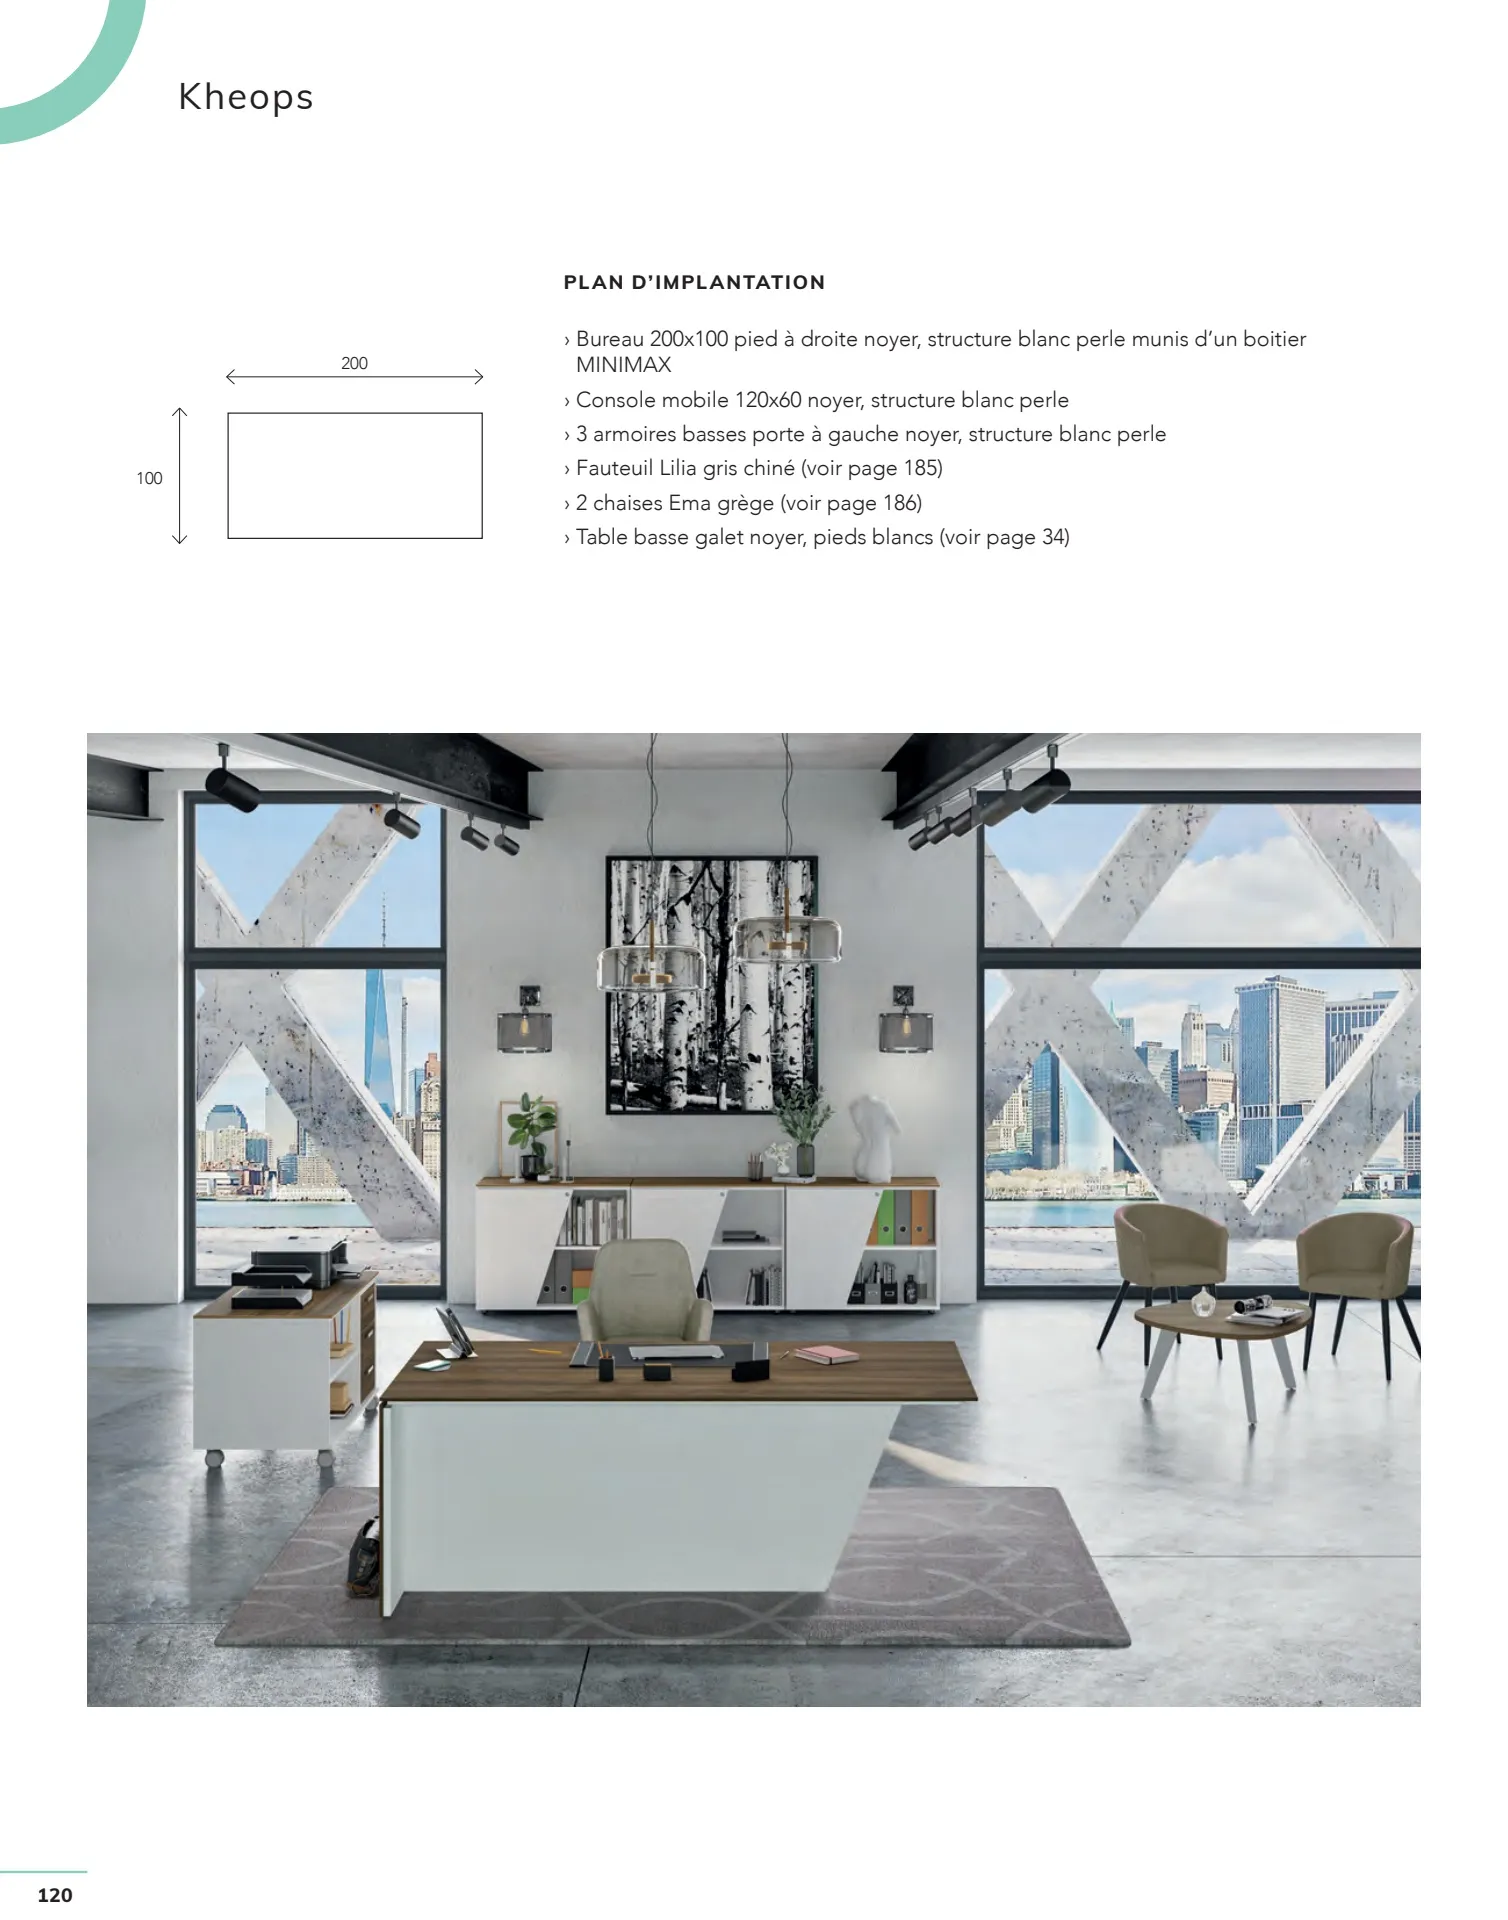 Kheops
PLAN D’IMPLANTATION
› Bureau 200x100 pied à droite noyer, structure blanc perle munis d’un boitier
MINIMAX
› Console mobile 120x60 noyer, structure blanc perle
› 3 armoires basses porte à gauche noyer, structure blanc perle
› Fauteuil Lilia gris chiné (voir page 185)
› 2 chaises Ema grège (voir page 186)
› Table basse galet noyer, pieds blancs (voir page 34)
200
100
120